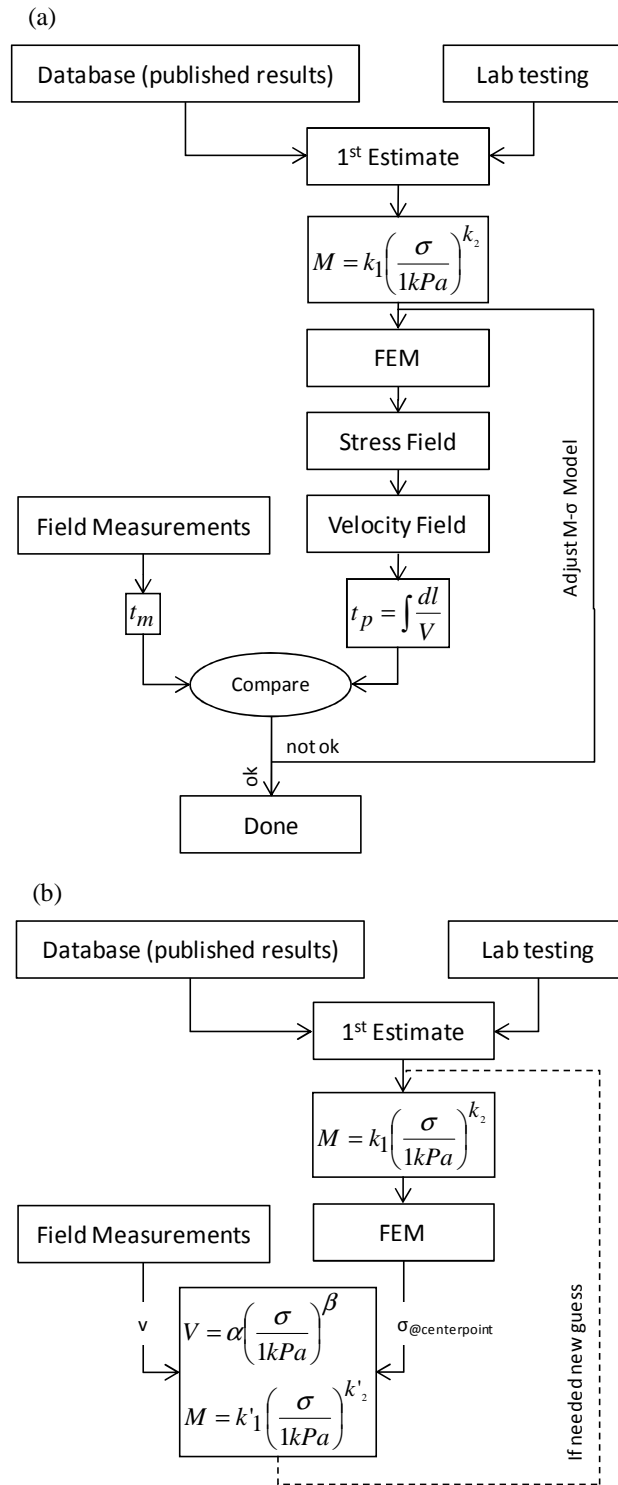 (a)
Database (published results)
Lab testing
1st Estimate
M = k1(σ/1kPa)^k2
FEM
Stress Field
Velocity Field
Field Measurements
tm
tp = ∫ dl/V
Adjust M-σ Model
Compare
not ok
ok
Done
(b)
Database (published results)
Lab testing
1st Estimate
M = k1(σ/1kPa)^k2
Field Measurements
FEM
v
σ@centerpoint
V = α(σ/1kPa)^β
M = k'1(σ/1kPa)^k'2
If needed new guess